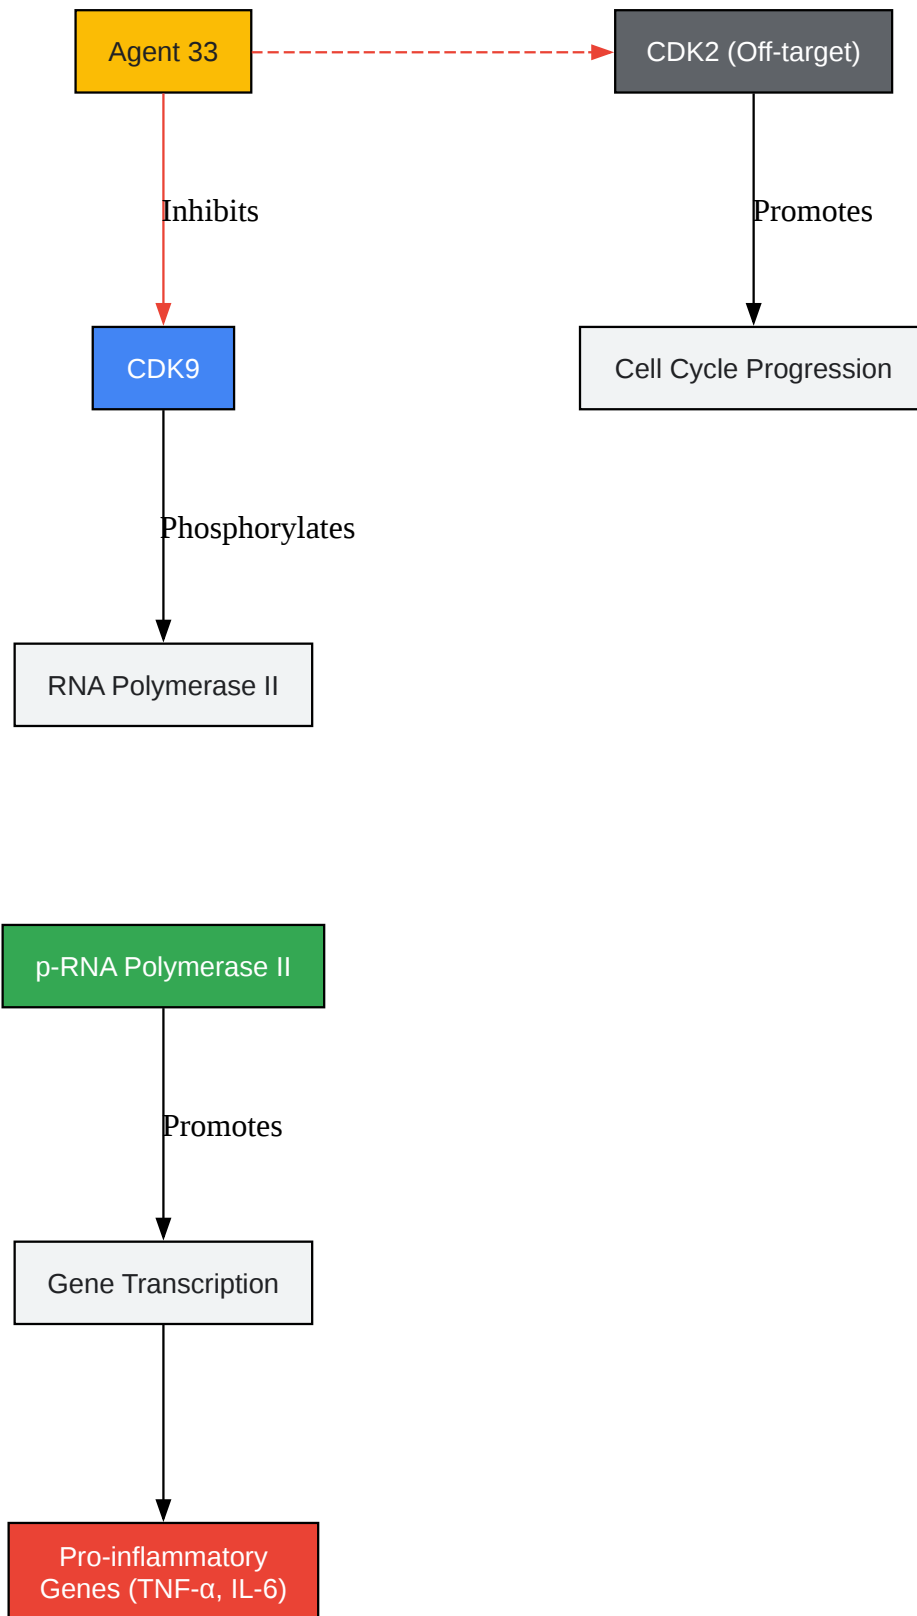 Agent 33
CDK2 (Off-target)
Inhibits
Promotes
CDK9
Cell Cycle Progression
Phosphorylates
RNA Polymerase II
p-RNA Polymerase II
Promotes
Gene Transcription
Pro-inflammatory
Genes (TNF-α, IL-6)